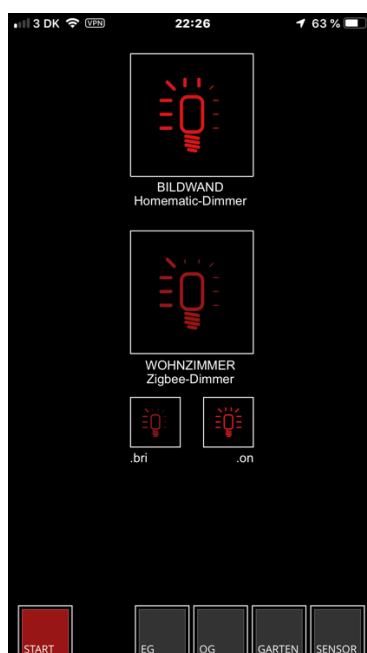 3 DK VPN 22:26 63 %
BILDWAND
Homematic-Dimmer
WOHNZIMMER
Zigbee-Dimmer
.bri .on
START EG OG GARTEN SENSOR